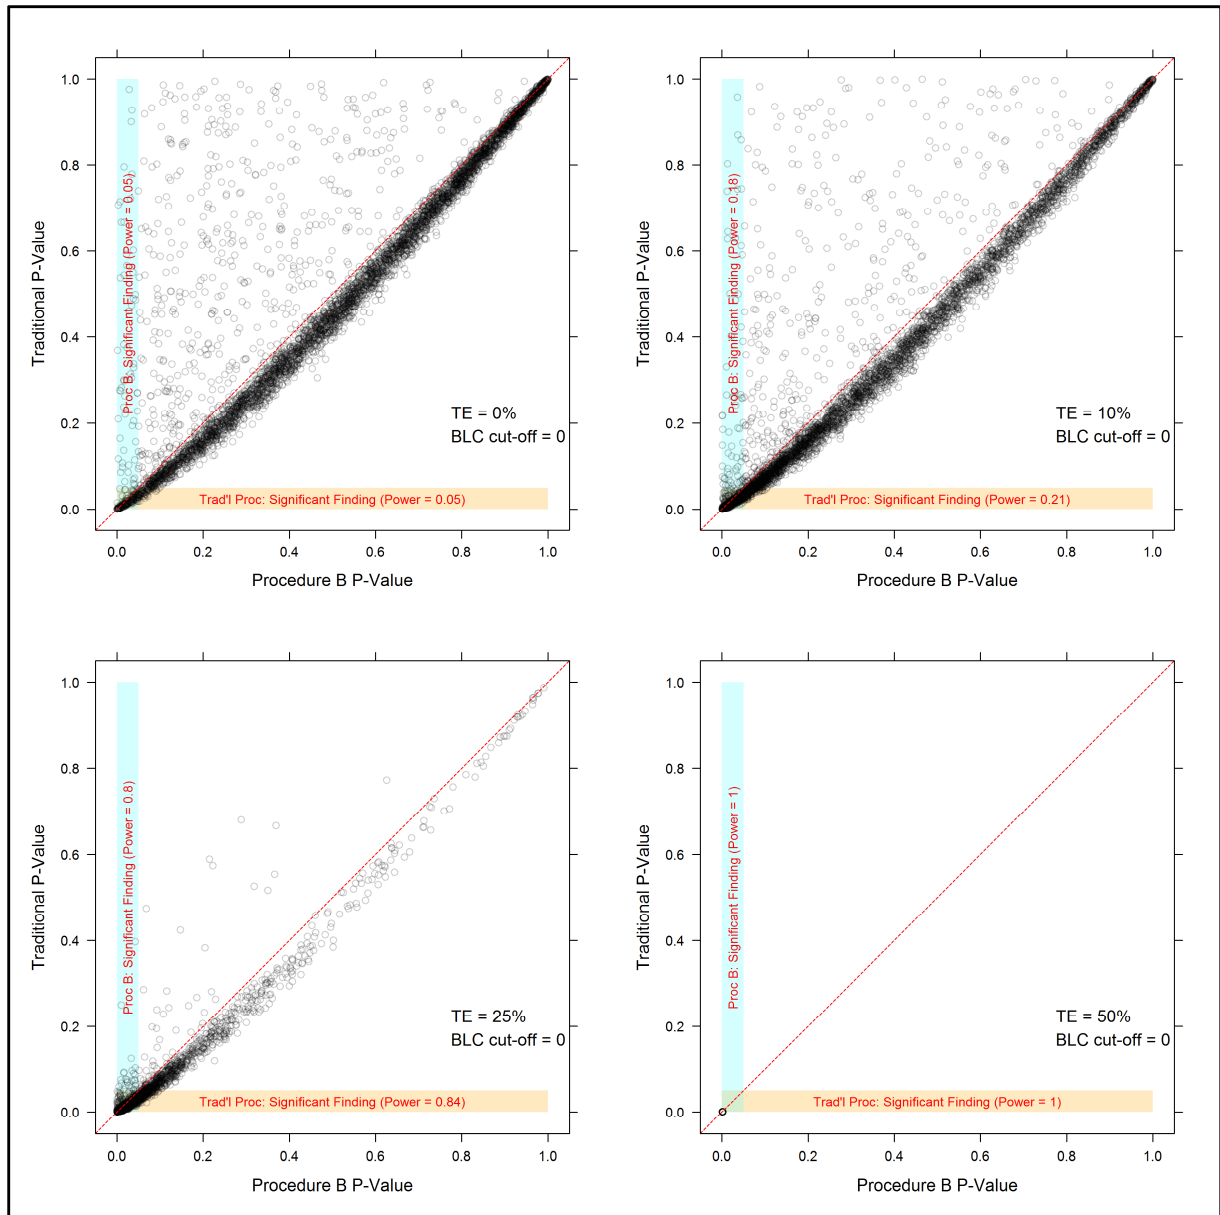 Traditional P-Value
1.0
0.8
0.6
0.4
0.2
0.0
Proc B: Significant Finding (Power = 0.05)
TE = 0%
BLC cut-off = 0
Trad'l Proc: Significant Finding (Power = 0.05)
0.0 0.2 0.4 0.6 0.8 1.0
Procedure B P-Value
Traditional P-Value
1.0
0.8
0.6
0.4
0.2
0.0
Proc B: Significant Finding (Power = 0.18)
TE = 10%
BLC cut-off = 0
Trad'l Proc: Significant Finding (Power = 0.21)
0.0 0.2 0.4 0.6 0.8 1.0
Procedure B P-Value
Traditional P-Value
1.0
0.8
0.6
0.4
0.2
0.0
Proc B: Significant Finding (Power = 0.8)
TE = 25%
BLC cut-off = 0
Trad'l Proc: Significant Finding (Power = 0.84)
0.0 0.2 0.4 0.6 0.8 1.0
Procedure B P-Value
Traditional P-Value
1.0
0.8
0.6
0.4
0.2
0.0
Proc B: Significant Finding (Power = 1)
TE = 50%
BLC cut-off = 0
Trad'l Proc: Significant Finding (Power = 1)
0.0 0.2 0.4 0.6 0.8 1.0
Procedure B P-Value